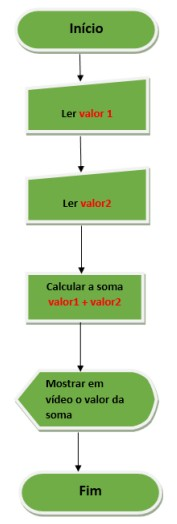 Início
Ler valor 1
Ler valor2
Calcular a soma
valor1 + valor2
Mostrar em
vídeo o valor da
soma
Fim